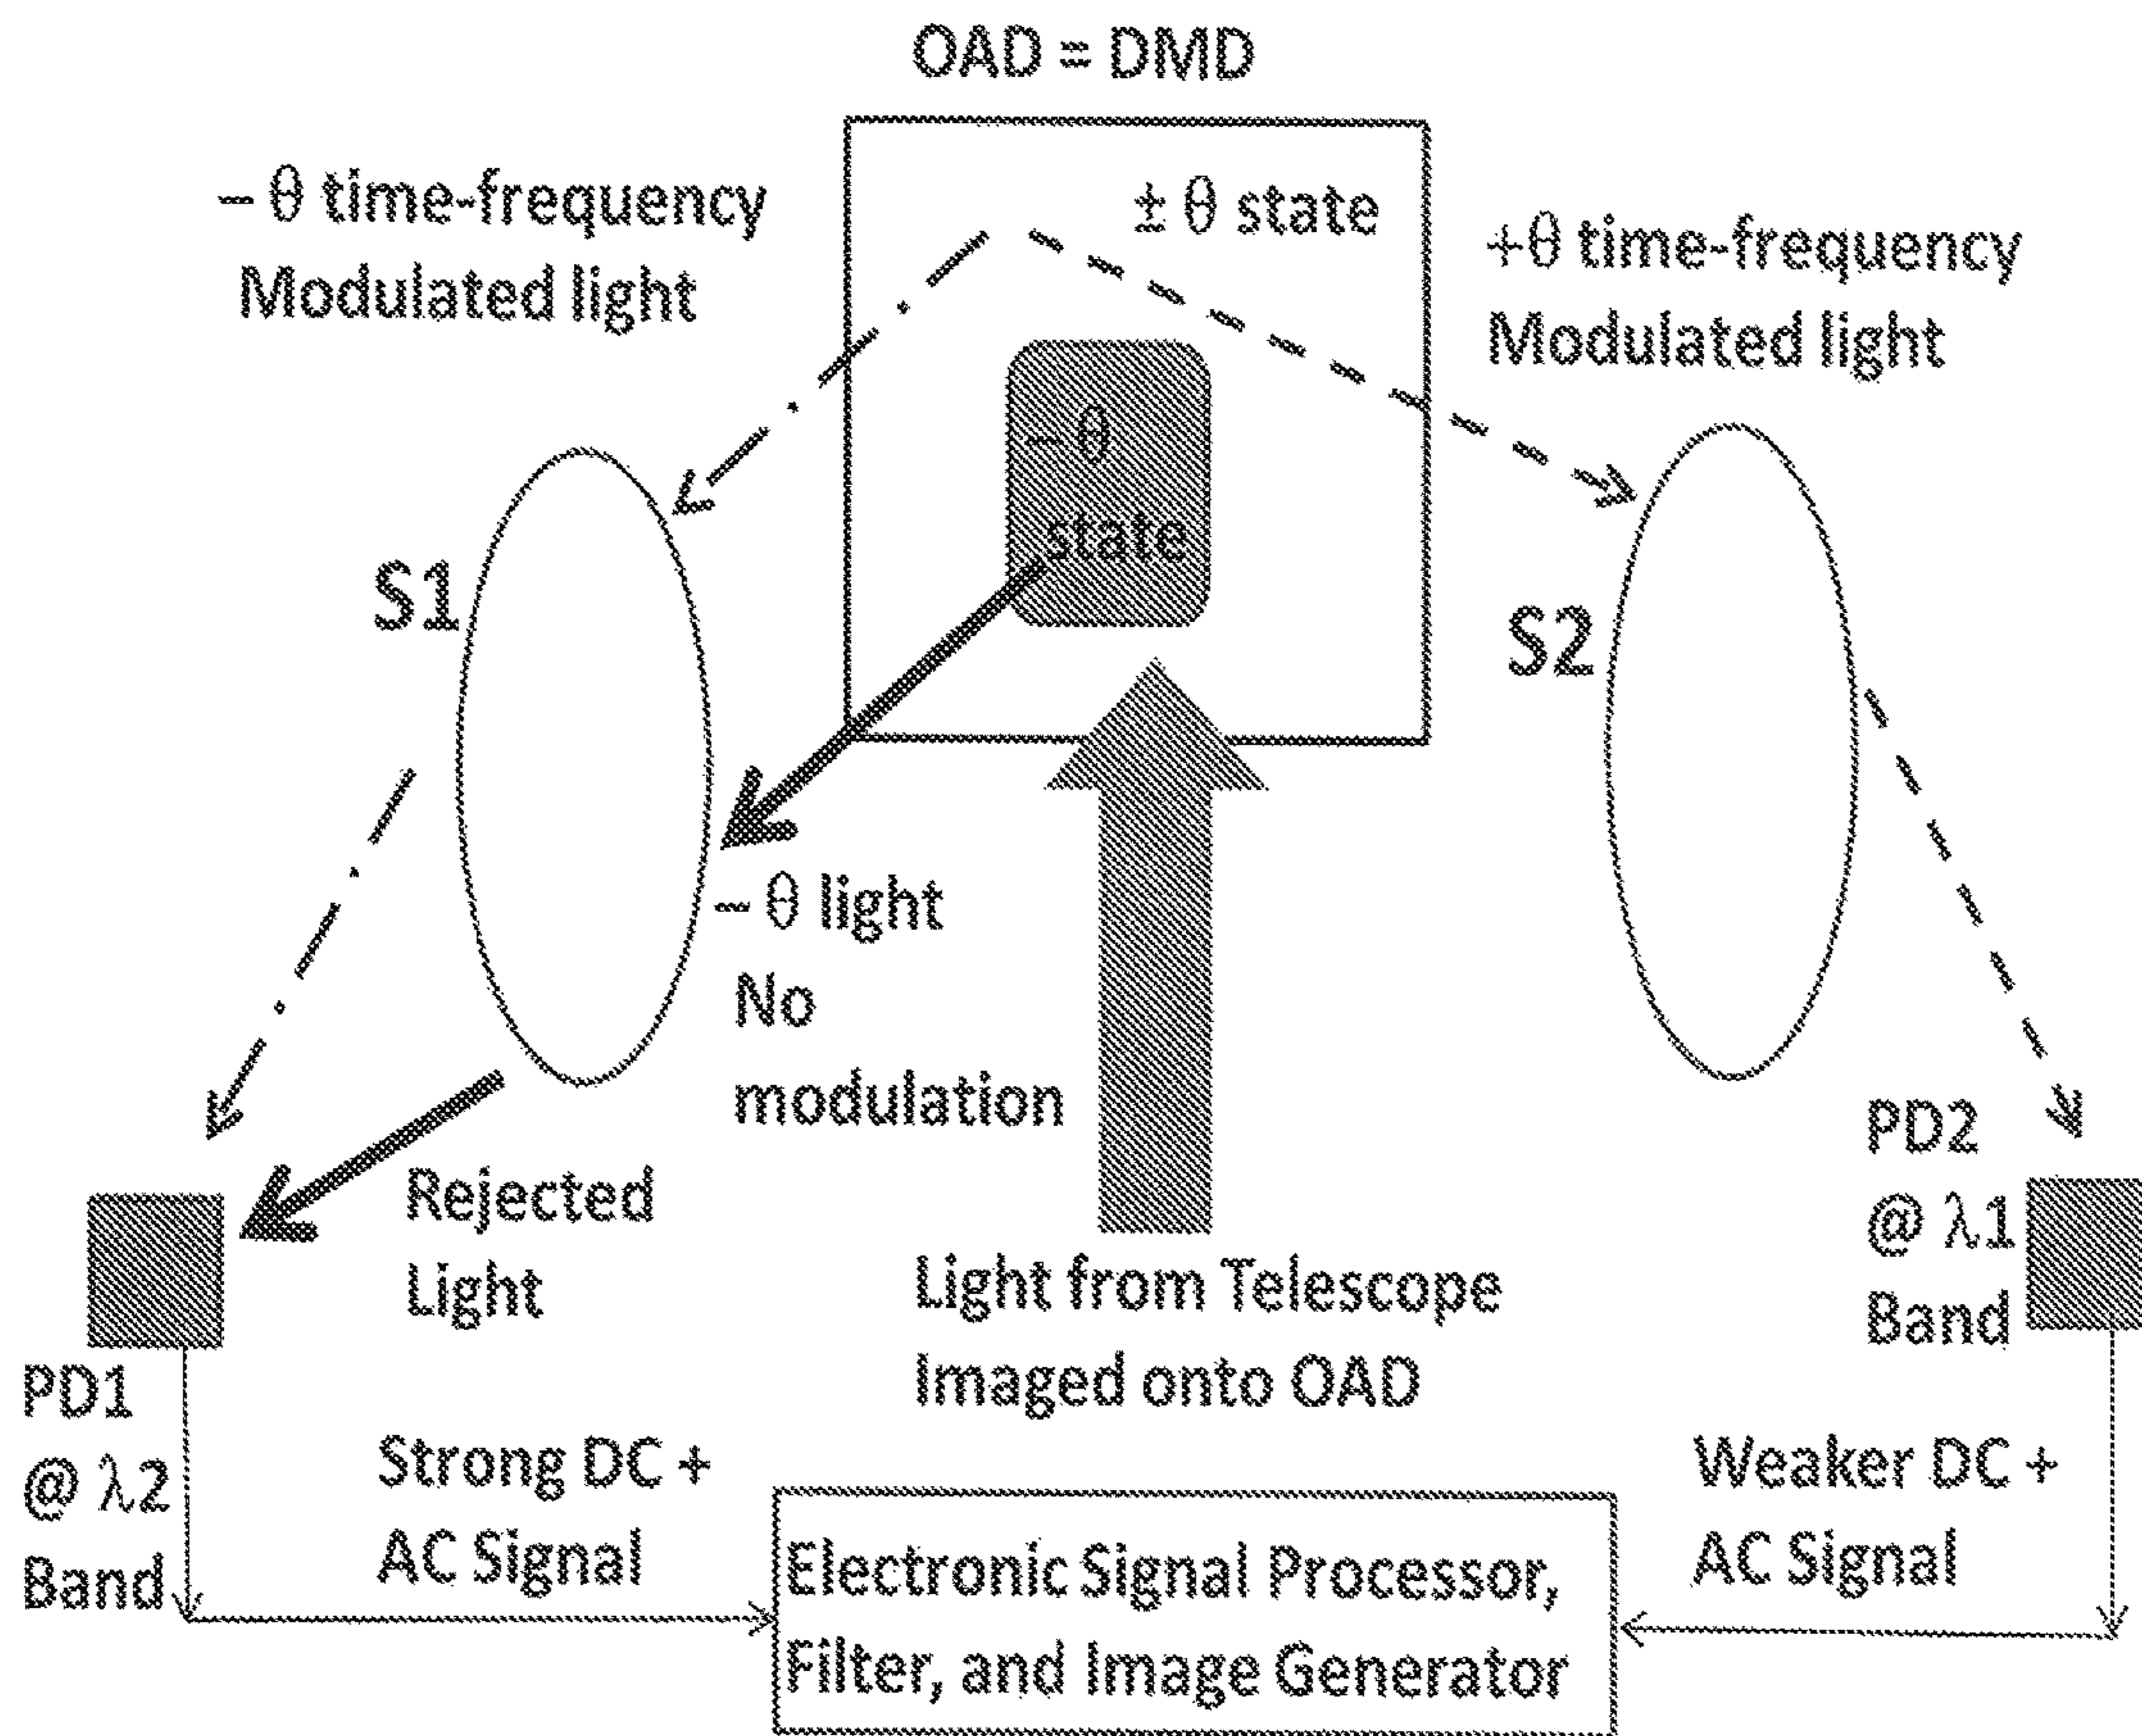 OAD = DMD
– θ time-frequency
Modulated light
± θ state
+θ time-frequency
Modulated light
– θ
state
S1
S2
– θ light
No
modulation
Rejected
Light
Light from Telescope
Imaged onto OAD
PD2
@ λ1
Band
PD1
@ λ2
Band
Strong DC +
AC Signal
Weaker DC +
AC Signal
Electronic Signal Processor,
Filter, and Image Generator